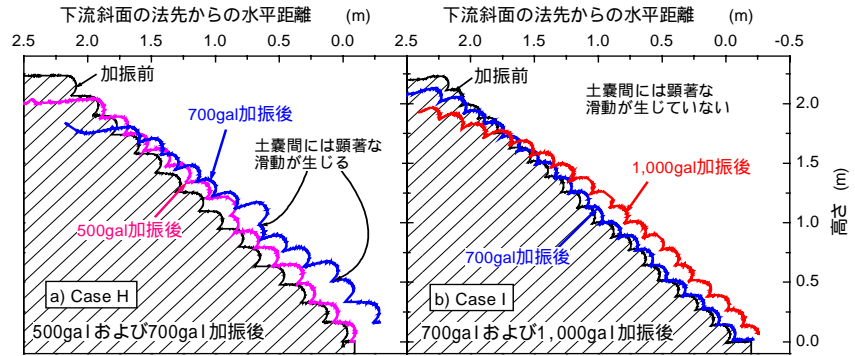 下流斜面の法先からの水平距離 (m)
2.5 2.0 1.5 1.0 0.5 0.0
加振前
700gal加振後
土嚢間には顕著な
滑動が生じる
500gal加振後
a) Case H
500galおよび700gal加振後
下流斜面の法先からの水平距離 (m)
2.5 2.0 1.5 1.0 0.5 0.0 -0.5
加振前
土嚢間には顕著な
滑動が生じていない
1,000gal加振後
700gal加振後
b) Case I
700galおよび1,000gal加振後
2.0
1.5
1.0
0.5
0.0
高さ (m)